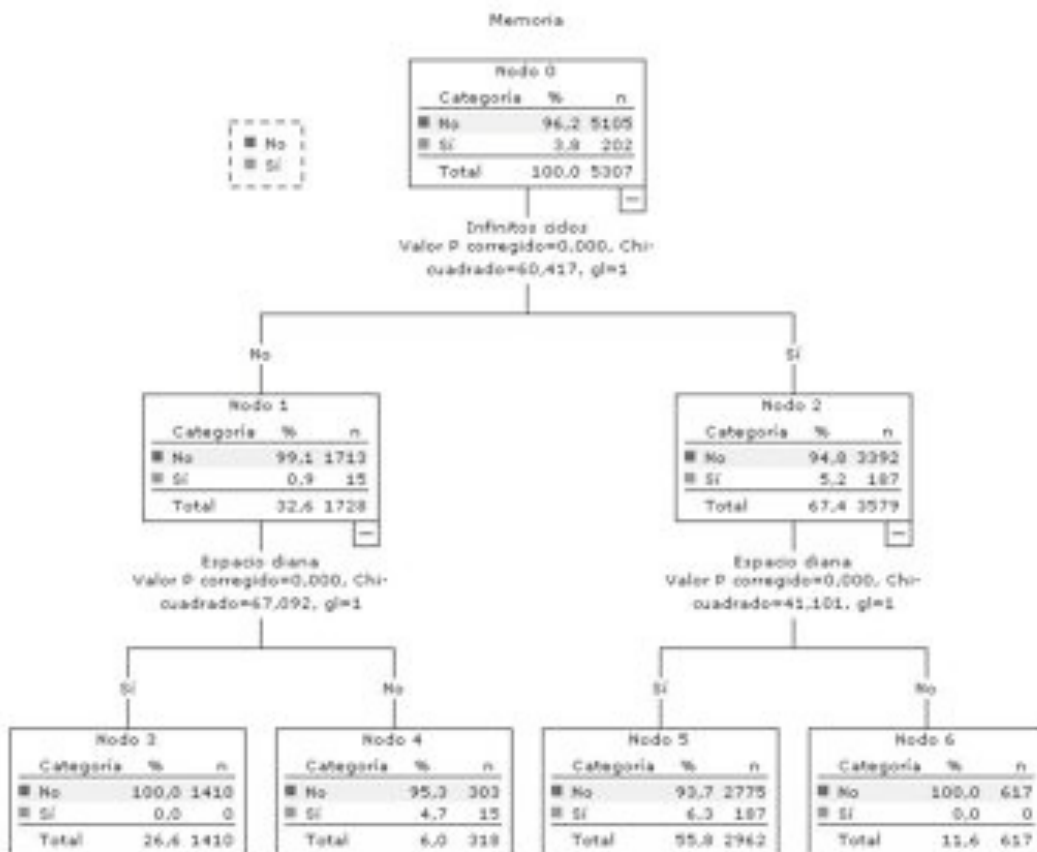 Memoria
Nodo 0
Categoría % n
No 96,2 5105
Sí 3,8 202
Total 100,0 5307
No
Sí
Infinitos ciclos
Valor P corregido=0,000, Chi-
cuadrado=60,417, gl=1
No
Sí
Nodo 1
Categoría % n
No 99,1 1713
Sí 0,9 15
Total 32,6 1728
Nodo 2
Categoría % n
No 94,8 3392
Sí 5,2 187
Total 67,4 3579
Espacio diana
Valor P corregido=0,000, Chi-
cuadrado=67,092, gl=1
Espacio diana
Valor P corregido=0,000, Chi-
cuadrado=41,101, gl=1
Sí
No
Sí
No
Nodo 3
Categoría % n
No 100,0 1410
Sí 0,0 0
Total 26,6 1410
Nodo 4
Categoría % n
No 95,3 303
Sí 4,7 15
Total 6,0 318
Nodo 5
Categoría % n
No 93,7 2775
Sí 6,3 187
Total 55,8 2962
Nodo 6
Categoría % n
No 100,0 617
Sí 0,0 0
Total 11,6 617